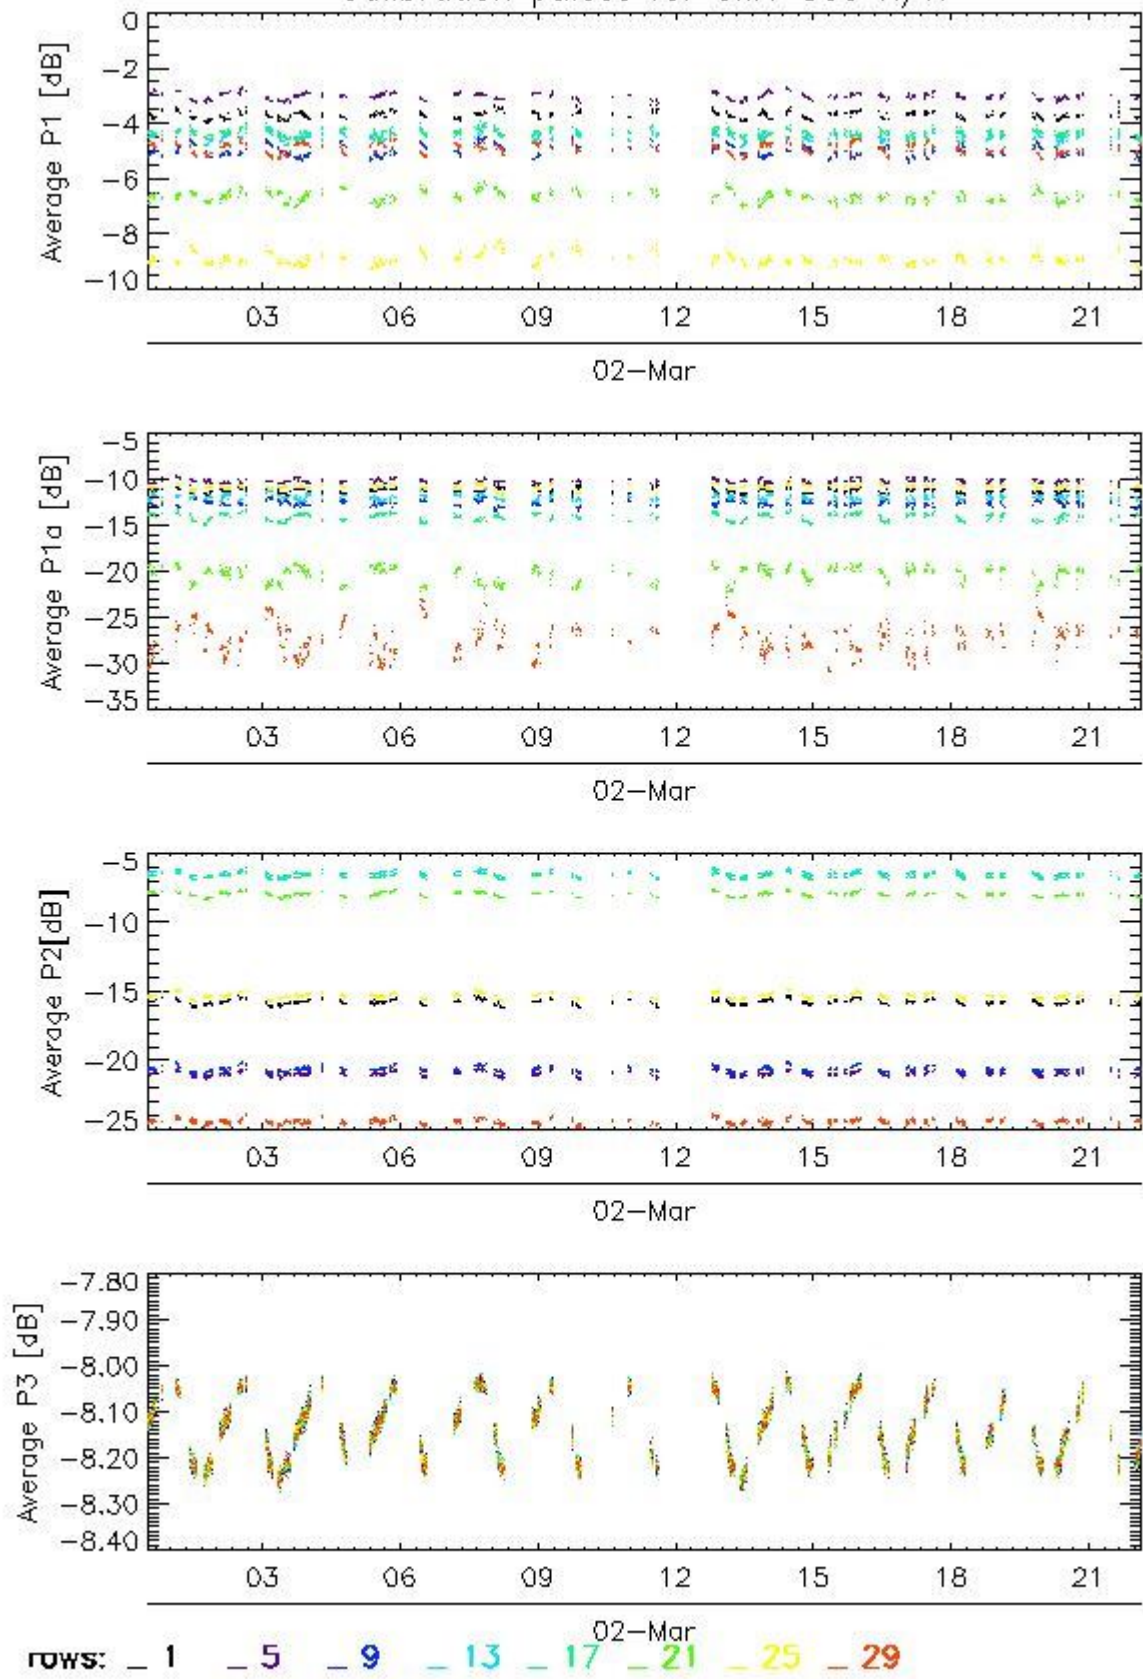 0
-2
-4
-6
-8
-10
Average P1 [dB]
03 06 09 12 15 18 21
02-Mar
-5
-10
-15
-20
-25
-30
-35
Average P1a [dB]
03 06 09 12 15 18 21
02-Mar
-5
-10
-15
-20
-25
Average P2[dB]
03 06 09 12 15 18 21
02-Mar
-7.80
-7.90
-8.00
-8.10
-8.20
-8.30
-8.40
Average P3 [dB]
03 06 09 12 15 18 21
02-Mar
rows: _ 1 _ 5 _ 9 _ 13 _ 17 _ 21 _ 25 _ 29